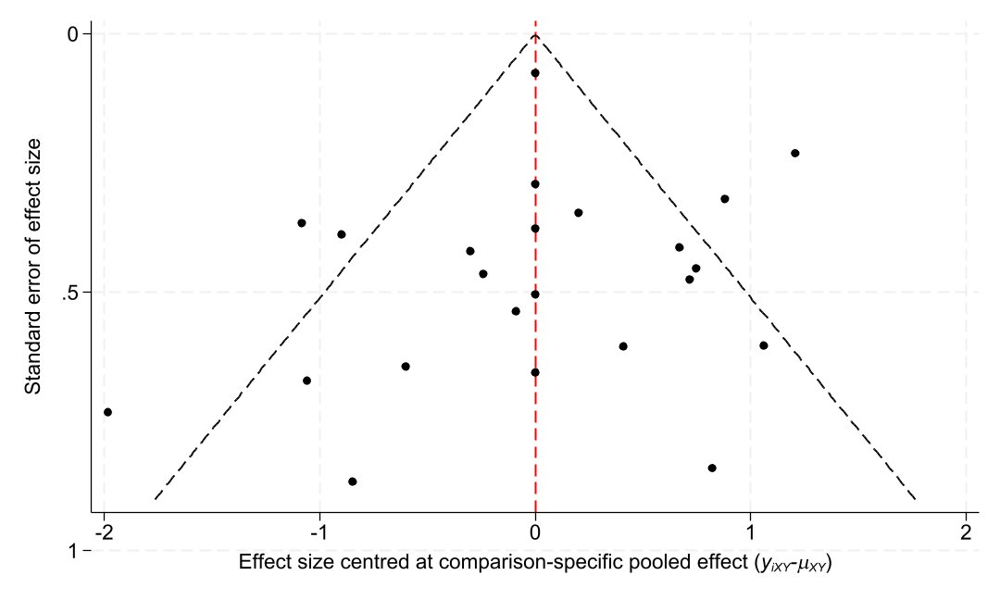 0
.5
1
Standard error of effect size
-2 -1 0 1 2
Effect size centred at comparison-specific pooled effect (yiXY-μXY)